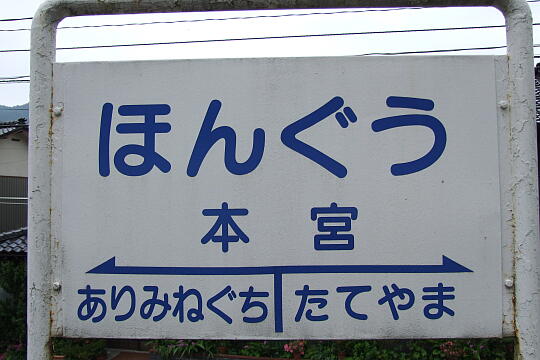 ほんぐう
本宮
ありみねぐち たてやま